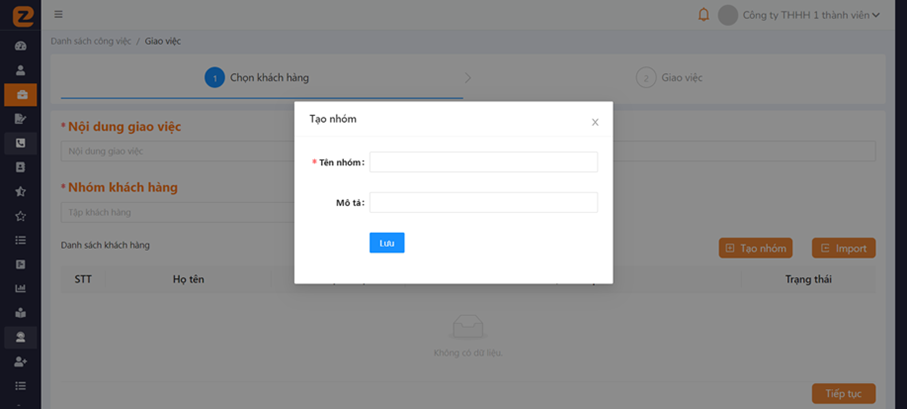 Công ty THHH 1 thành viên
Danh sách công việc / Giao việc
1 Chọn khách hàng
2 Giao việc
Tạo nhóm
x
* Nội dung giao việc
Nội dung giao việc
* Tên nhóm:
* Nhóm khách hàng
Tập khách hàng
Mô tả:
Lưu
Danh sách khách hàng
Tạo nhóm
Import
STT Họ tên Trạng thái
Không có dữ liệu.
Tiếp tục